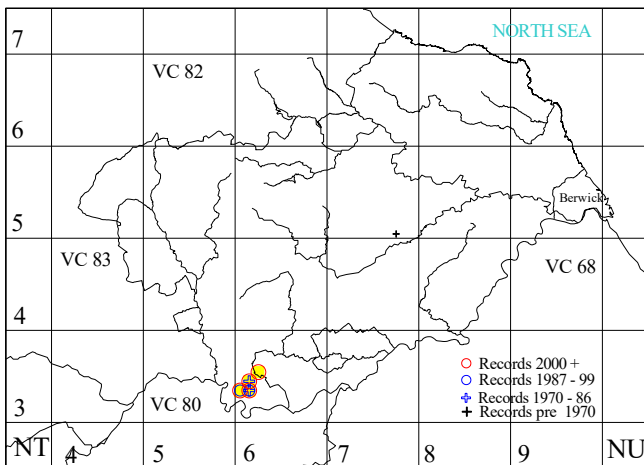 7
NORTH SEA
VC 82
6
Berwick
5
VC 83
VC 68
4
Records 2000 +
Records 1987 - 99
VC 80
Records 1970 - 86
3
Records pre 1970
NT 4 5 6 7 8 9 NU